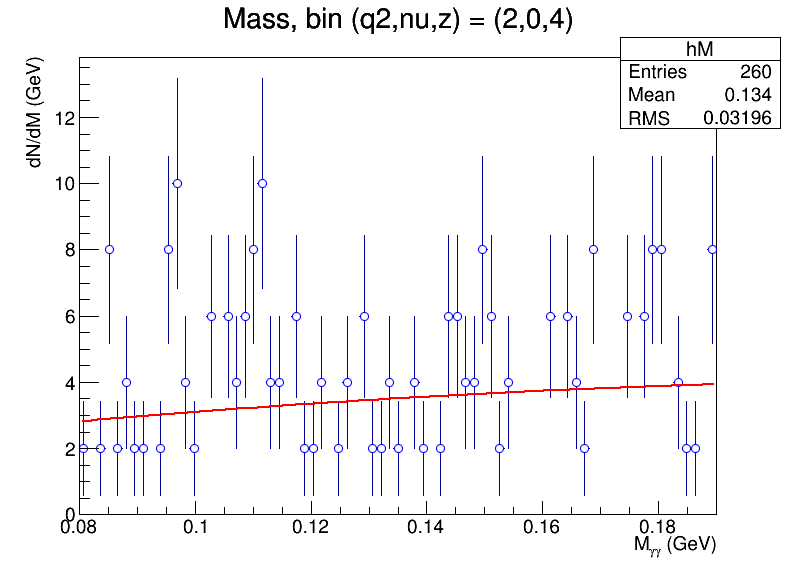 Mass, bin (q2,nu,z) = (2,0,4)
hM
Entries 260
Mean 0.134
RMS 0.03196
dN/dM (GeV)
12
10
8
6
4
2
0
0.08 0.1 0.12 0.14 0.16 0.18
Mγγ (GeV)